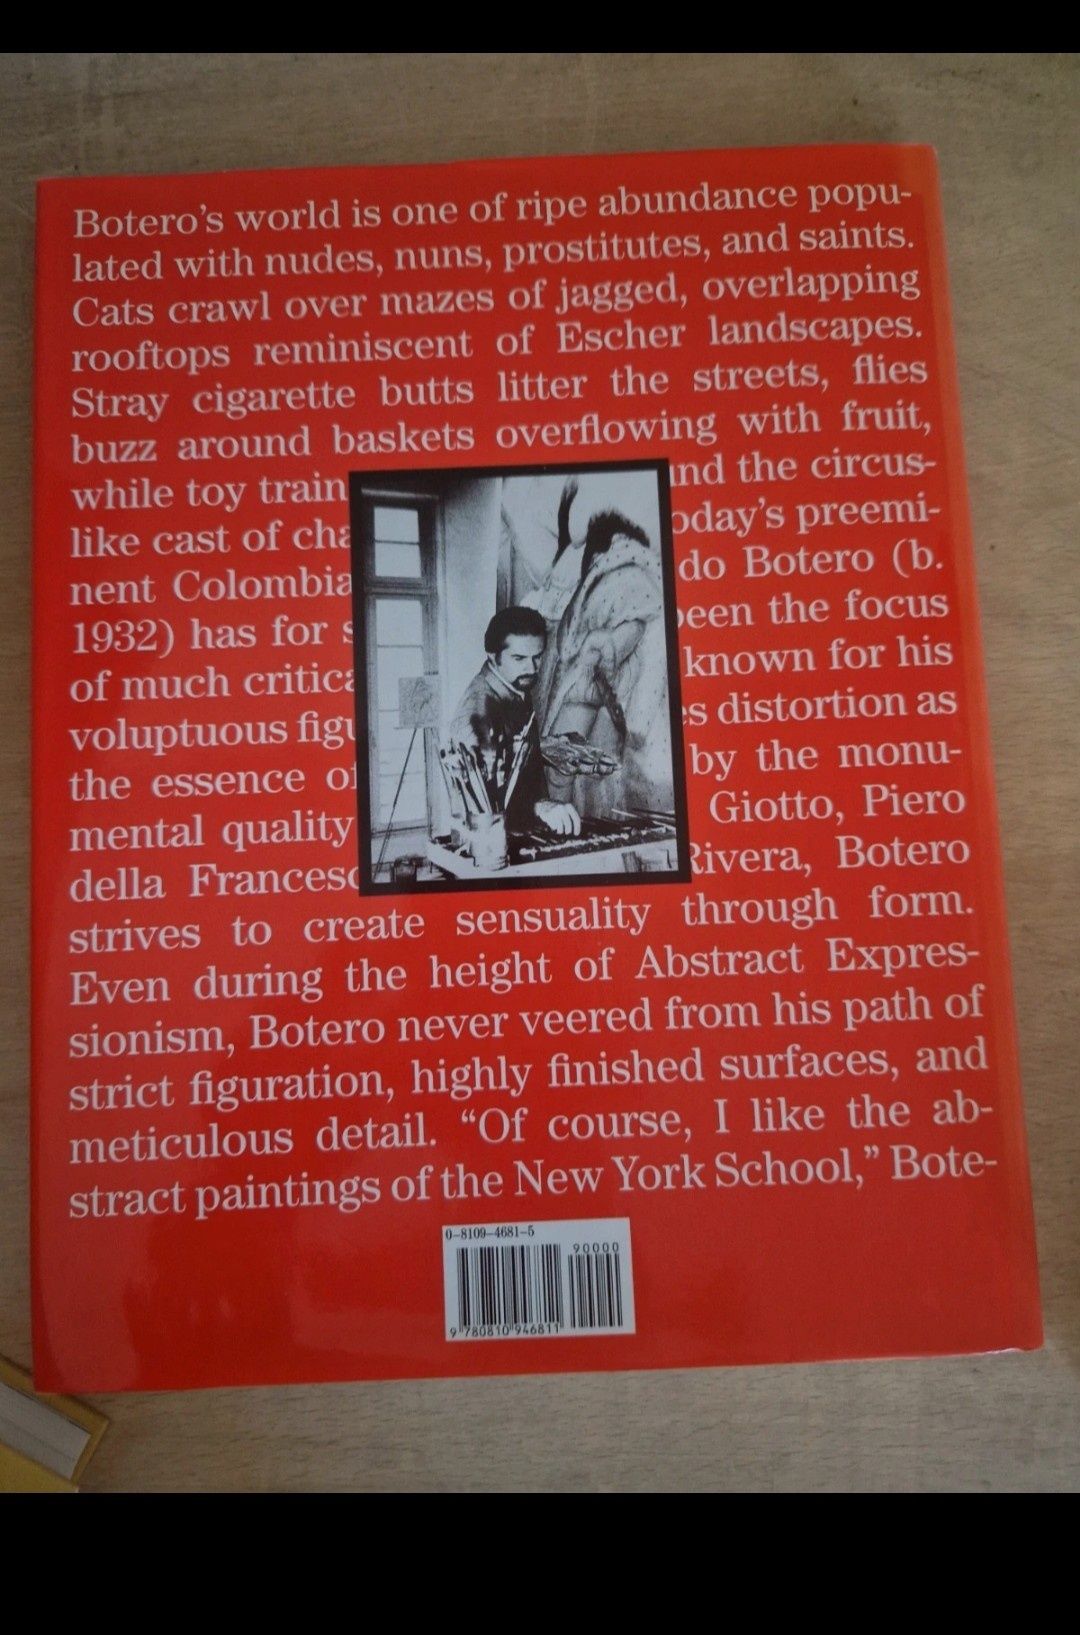 Botero's world is one of ripe abundance popu-
lated with nudes, nuns, prostitutes, and saints.
Cats crawl over mazes of jagged, overlapping
rooftops reminiscent of Escher landscapes.
Stray cigarette butts litter the streets, flies
buzz around baskets overflowing with fruit,
while toy train nd the circus-
like cast of cha oday's preemi-
nent Colombia do Botero (b.
1932) has for s een the focus
of much critica known for his
voluptuous figu s distortion as
the essence of by the monu-
mental quality Giotto, Piero
della Francesc Rivera, Botero
strives to create sensuality through form.
Even during the height of Abstract Expres-
sionism, Botero never veered from his path of
strict figuration, highly finished surfaces, and
meticulous detail. “Of course, I like the ab-
stract paintings of the New York School,” Bote-
0-8109-4681-5
90000
9 780810 946811